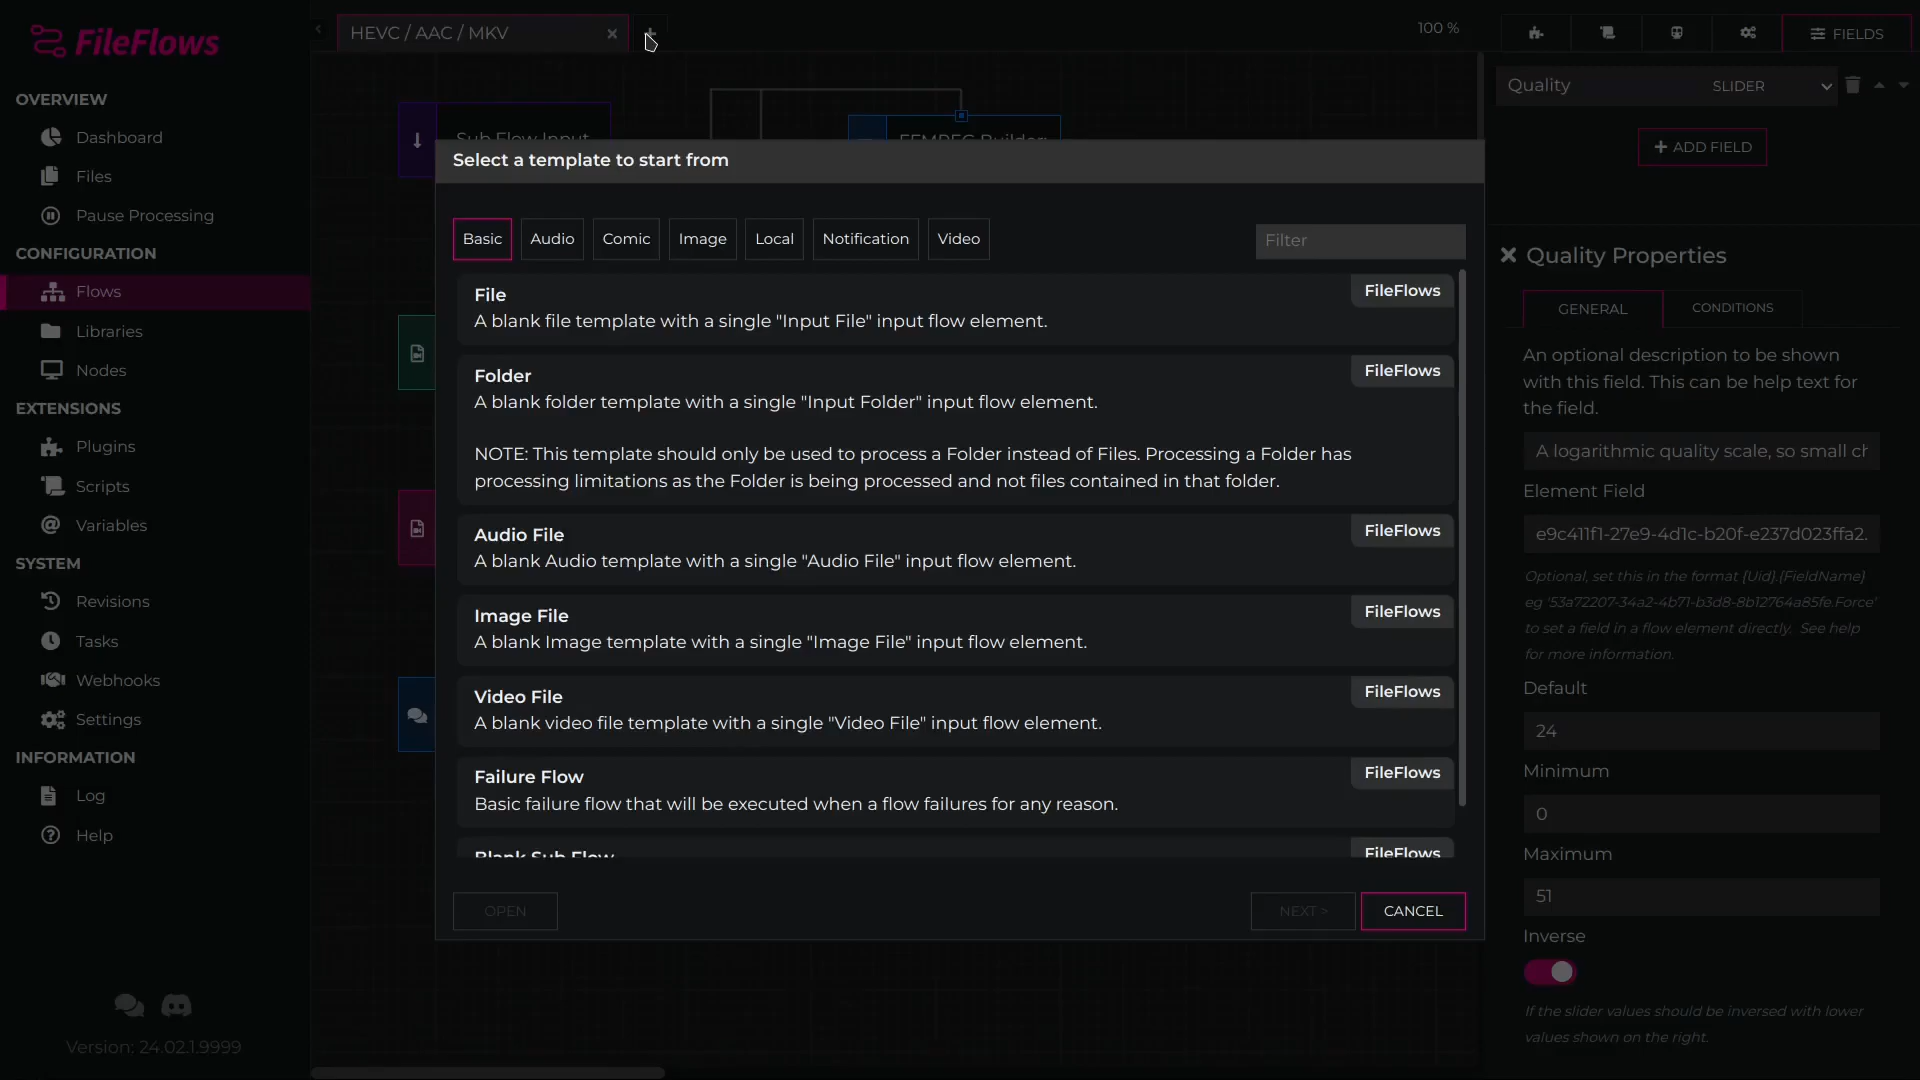 FileFlows
OVERVIEW
Dashboard
Files
Pause Processing
CONFIGURATION
Flows
Libraries
Nodes
EXTENSIONS
Plugins
Scripts
Variables
SYSTEM
Revisions
Tasks
Webhooks
Settings
INFORMATION
Log
Help
Version: 24.02.1.9999
HEVC / AAC / MKV
100 %
FIELDS
Sub Flow Input
FFMPEG Builder
Select a template to start from
Basic
Audio
Comic
Image
Local
Notification
Video
Filter
File
FileFlows
A blank file template with a single "Input File" input flow element.
Folder
FileFlows
A blank folder template with a single "Input Folder" input flow element.
NOTE: This template should only be used to process a Folder instead of Files. Processing a Folder has
processing limitations as the Folder is being processed and not files contained in that folder.
Audio File
FileFlows
A blank Audio template with a single "Audio File" input flow element.
Image File
FileFlows
A blank Image template with a single "Image File" input flow element.
Video File
FileFlows
A blank video file template with a single "Video File" input flow element.
Failure Flow
FileFlows
Basic failure flow that will be executed when a flow failures for any reason.
Blank Sub Flow
FileFlows
OPEN
NEXT >
CANCEL
Quality
SLIDER
ADD FIELD
Quality Properties
GENERAL
CONDITIONS
An optional description to be shown
with this field. This can be help text for
the field.
A logarithmic quality scale, so small ch
Element Field
e9c411f1-27e9-4d1c-b20f-e237d023ffa2.
Optional, set this in the format [Uid].{FieldName}
eg '53a72207-34a2-4b71-b3d8-8b12764a85fe.Force'
to set a field in a flow element directly. See help
for more information.
Default
24
Minimum
0
Maximum
51
Inverse
If the slider values should be inversed with lower
values shown on the right.